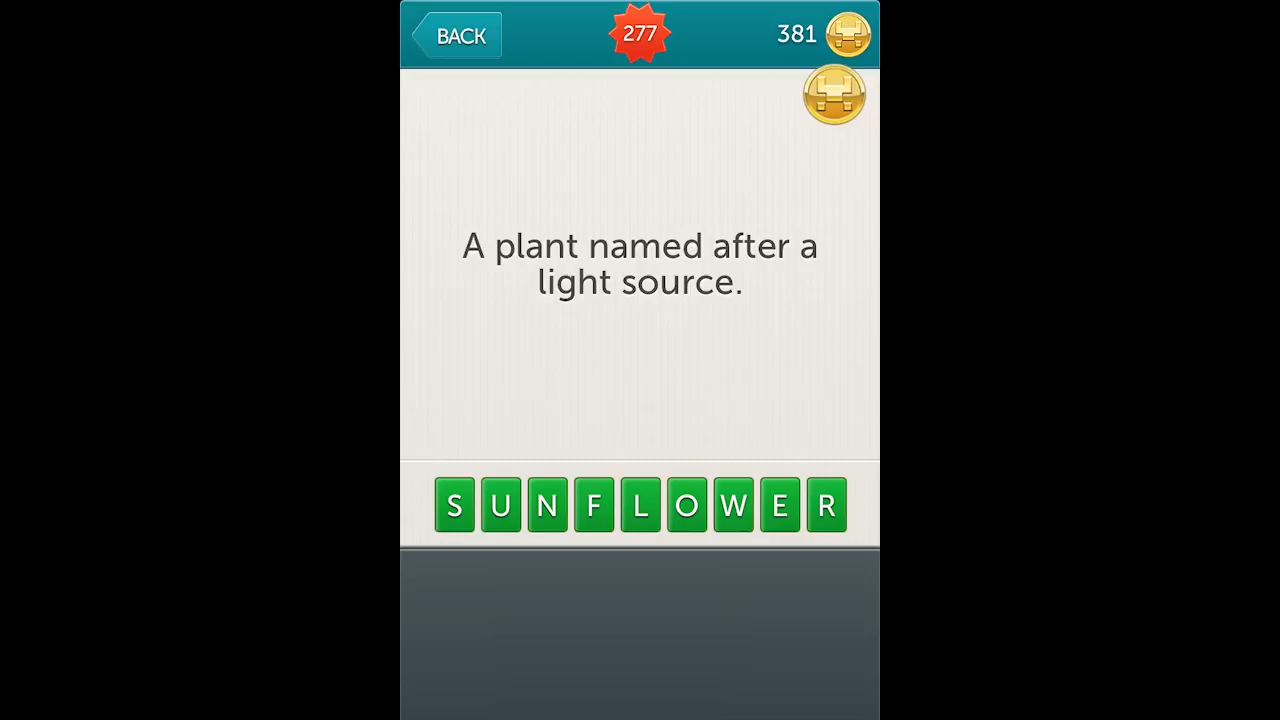 BACK
277
381
A plant named after a
light source.
SUNFLOWER